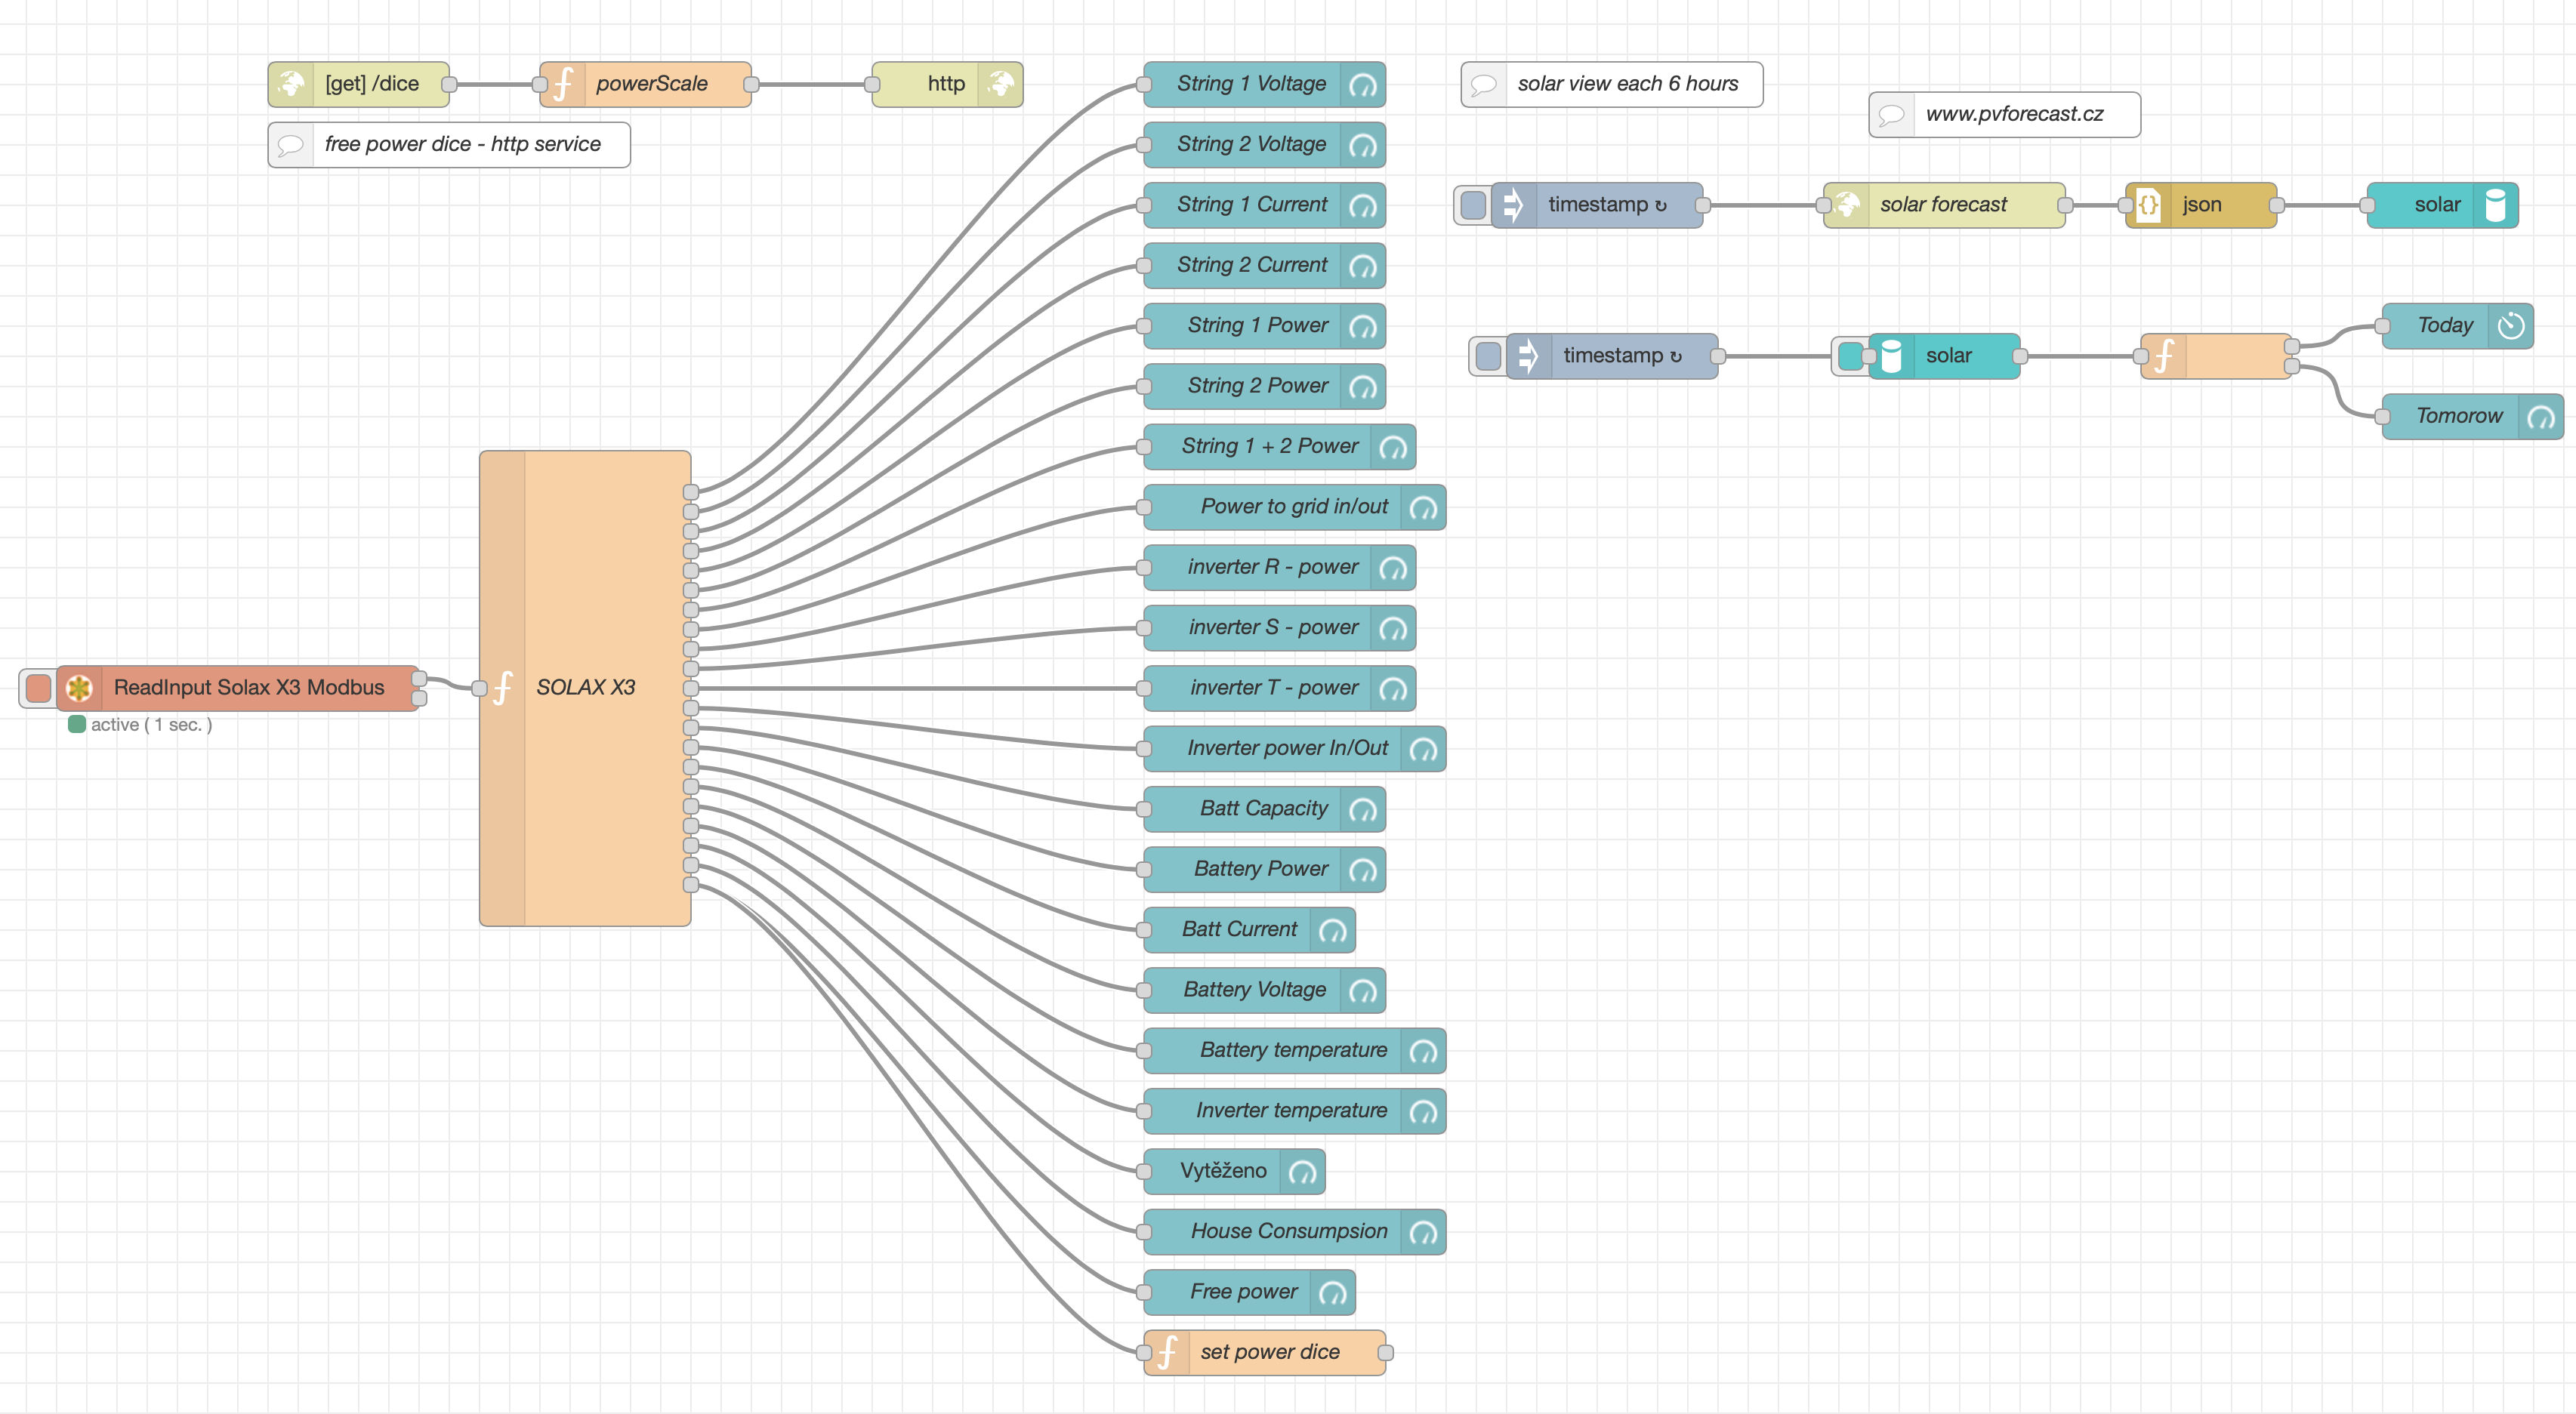 [get] /dice
powerScale
http
free power dice - http service
ReadInput Solax X3 Modbus
active ( 1 sec. )
SOLAX X3
String 1 Voltage
String 2 Voltage
String 1 Current
String 2 Current
String 1 Power
String 2 Power
String 1 + 2 Power
Power to grid in/out
inverter R - power
inverter S - power
inverter T - power
Inverter power In/Out
Batt Capacity
Battery Power
Batt Current
Battery Voltage
Battery temperature
Inverter temperature
Vytěženo
House Consumpsion
Free power
set power dice
solar view each 6 hours
www.pvforecast.cz
timestamp ↻
solar forecast
json
solar
timestamp ↻
solar
Today
Tomorow